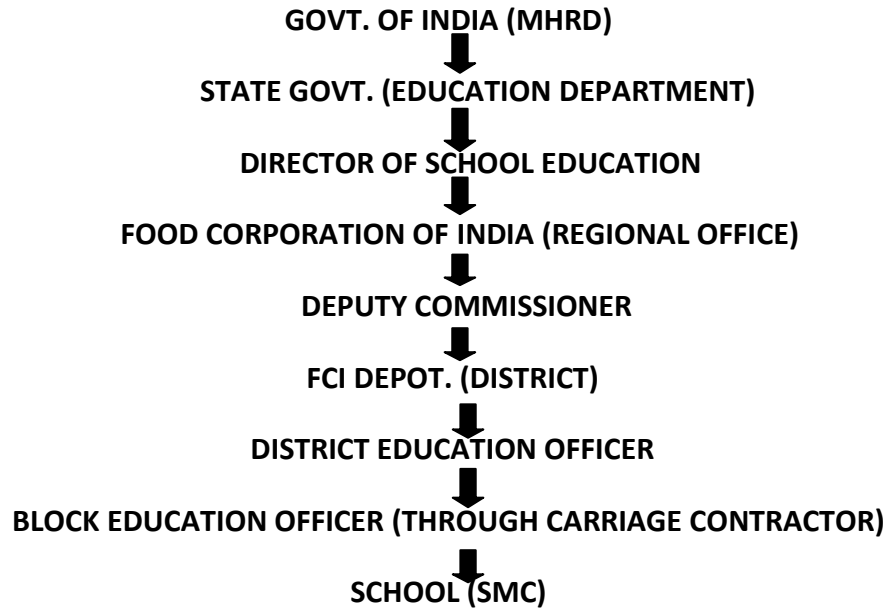 GOVT. OF INDIA (MHRD)
STATE GOVT. (EDUCATION DEPARTMENT)
DIRECTOR OF SCHOOL EDUCATION
FOOD CORPORATION OF INDIA (REGIONAL OFFICE)
DEPUTY COMMISSIONER
FCI DEPOT. (DISTRICT)
DISTRICT EDUCATION OFFICER
BLOCK EDUCATION OFFICER (THROUGH CARRIAGE CONTRACTOR)
SCHOOL (SMC)